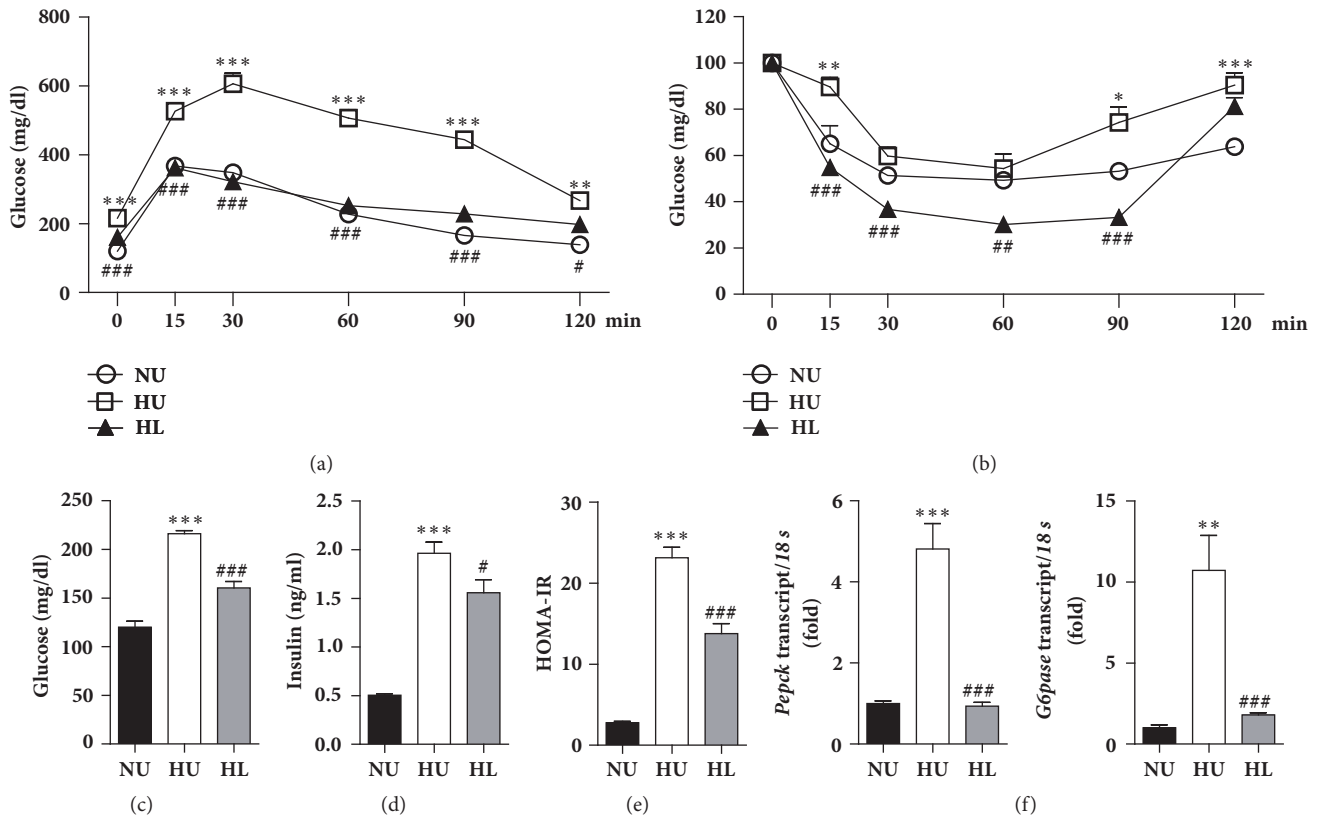 800
600
400
200
0
Glucose (mg/dl)
***
***
***
***
***
**
###
###
###
###
###
#
0 15 30 60 90 120 min
NU
HU
HL
(a)
120
100
80
60
40
20
0
Glucose (mg/dl)
**
*
***
###
###
##
###
0 15 30 60 90 120 min
NU
HU
HL
(b)
250
200
150
100
50
0
Glucose (mg/dl)
***
###
NU HU HL
(c)
2.5
2.0
1.5
1.0
0.5
0.0
Insulin (ng/ml)
***
#
NU HU HL
(d)
30
20
10
0
HOMA-IR
***
###
NU HU HL
(e)
6
4
2
0
Pepck transcript/18 s
(fold)
***
###
NU HU HL
15
10
5
0
G6pase transcript/18 s
(fold)
**
###
NU HU HL
(f)